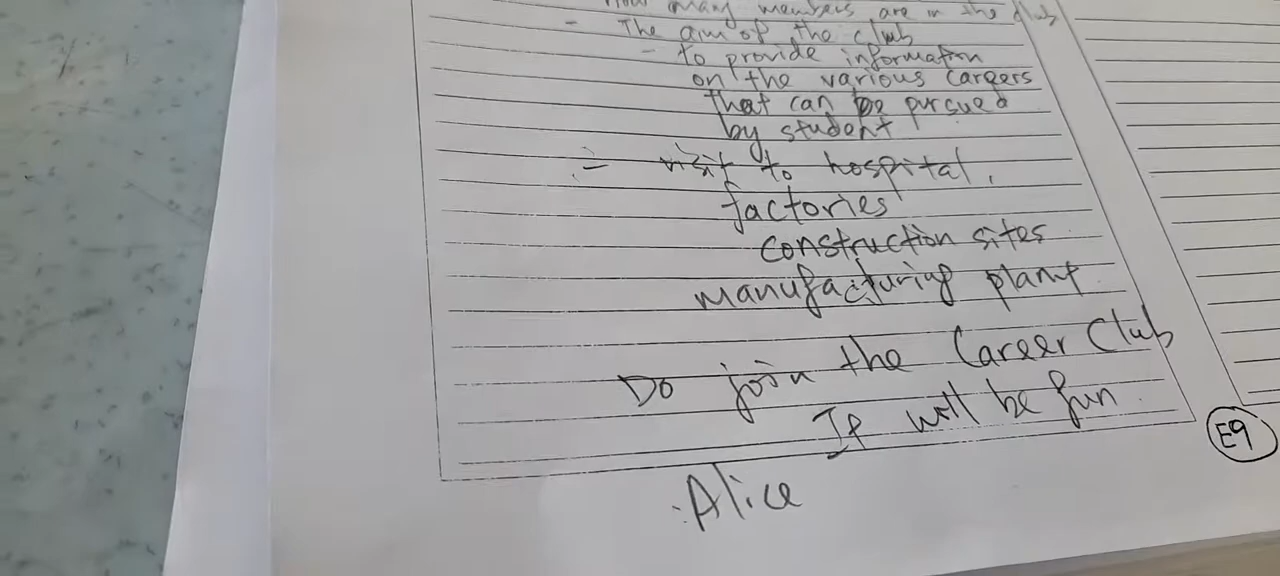 How many members are in the club
- The aim of the club
- to provide information
on the various careers
that can be pursued
by student
:- visit to hospital,
factories
construction sites
manufacturing plant
Do join the Career Club
It will be fun.
E9
:Alice